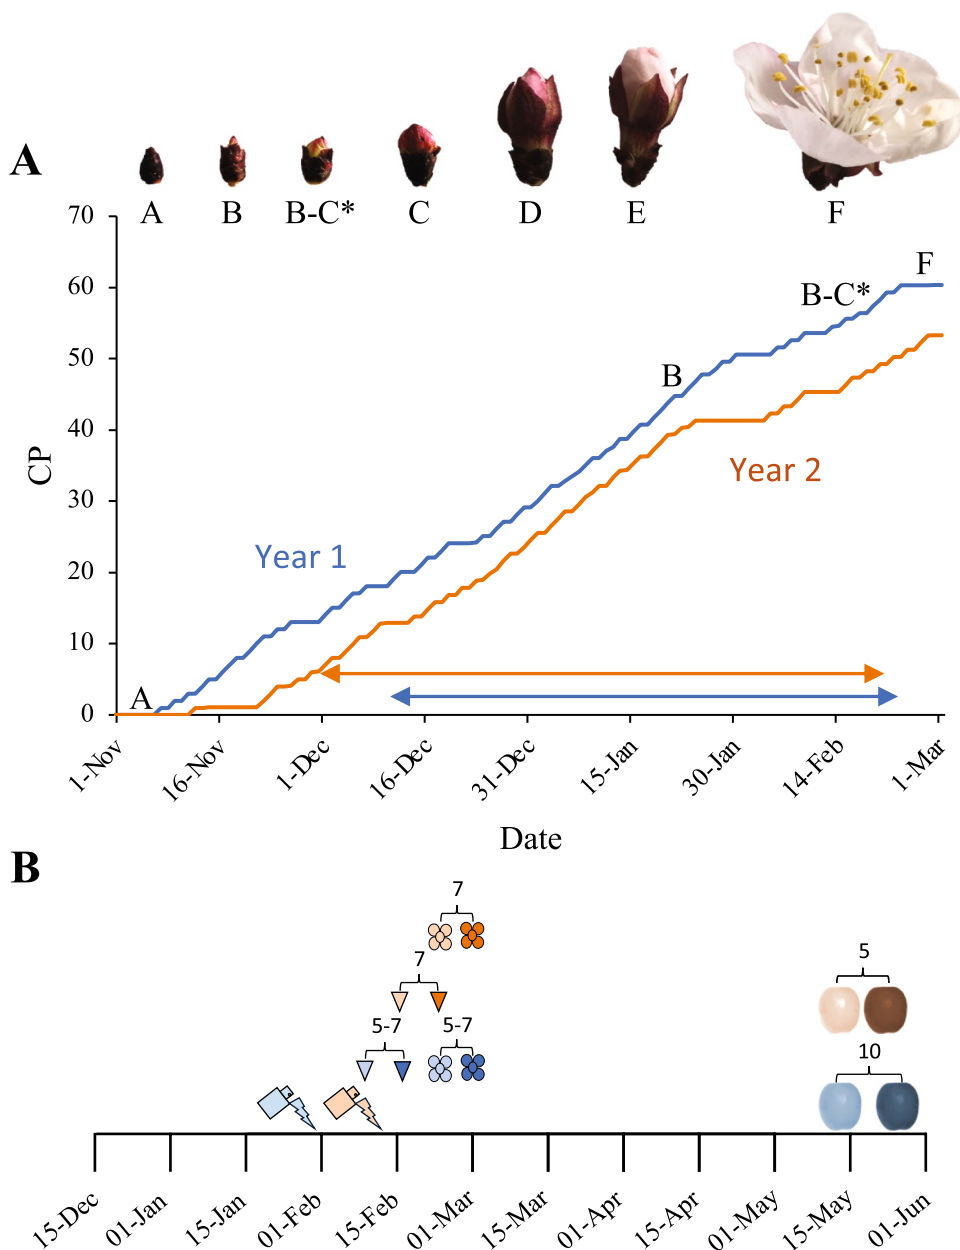 A
A B B-C* C D E F
70
60
50
40
30
20
10
0
CP
F
B-C*
B
Year 2
Year 1
A
1-Nov 16-Nov 1-Dec 16-Dec 31-Dec 15-Jan 30-Jan 14-Feb 1-Mar
Date
B
7
7
5-7 5-7
5
10
15-Dec 01-Jan 15-Jan 01-Feb 15-Feb 01-Mar 15-Mar 01-Apr 15-Apr 01-May 15-May 01-Jun